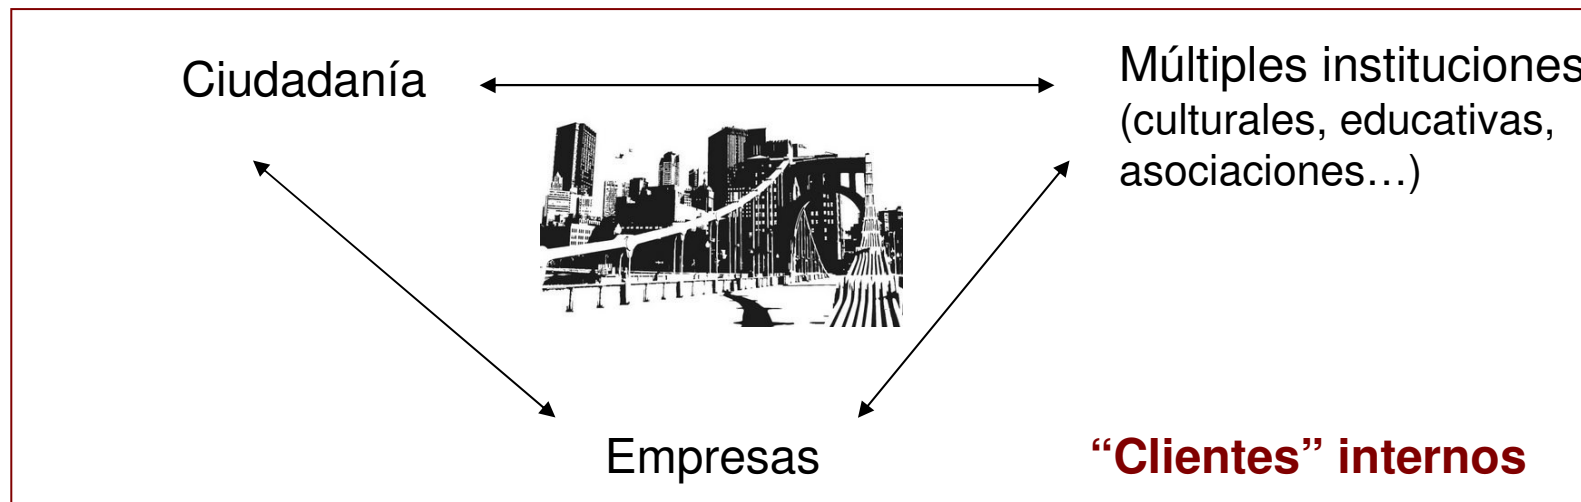 Ciudadanía
Múltiples instituciones
(culturales, educativas,
asociaciones…)
Empresas
“Clientes” internos